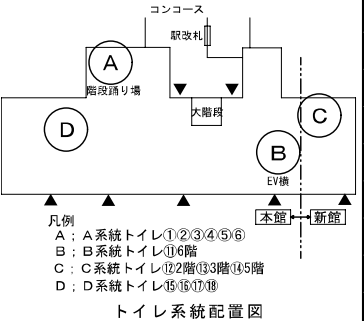 コンコース
駅改札
A
階段踊り場
大階段
C
D
B
EV横
本館
新館
凡例
A；A系統トイレ①②③④⑤⑥
B；B系統トイレ⑪6階
C；C系統トイレ⑫2階⑬3階⑭5階
D；D系統トイレ⑮⑯⑰⑱
トイレ系統配置図